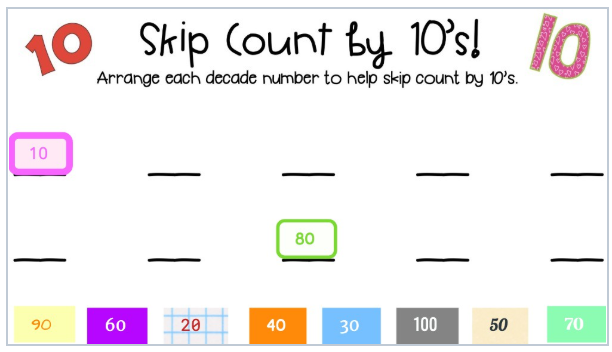 10 Skip Count by 10's! 10
Arrange each decade number to help skip count by 10's.
10
80
90 60 20 40 30 100 50 70